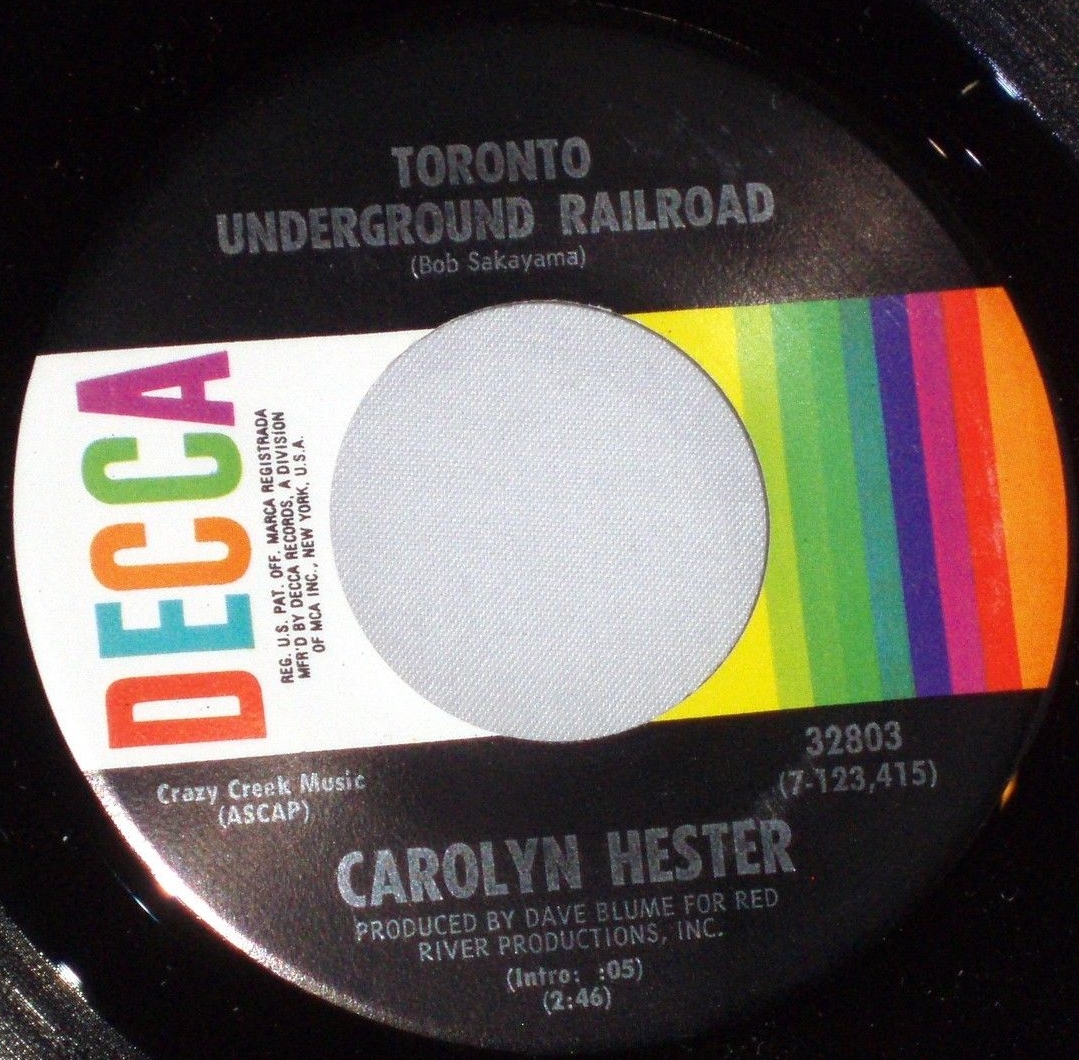 TORONTO
UNDERGROUND RAILROAD
(Bob Sakayama)
DECCA
REG. U.S. PAT. OFF. MARCA REGISTRADA
MFR'D BY DECCA RECORDS, A DIVISION
OF MCA INC., NEW YORK, U.S.A.
32803
(7-123,415)
Crazy Creek Music
(ASCAP)
CAROLYN HESTER
PRODUCED BY DAVE BLUME FOR RED
RIVER PRODUCTIONS, INC.
(Intro: :05)
(2:46)